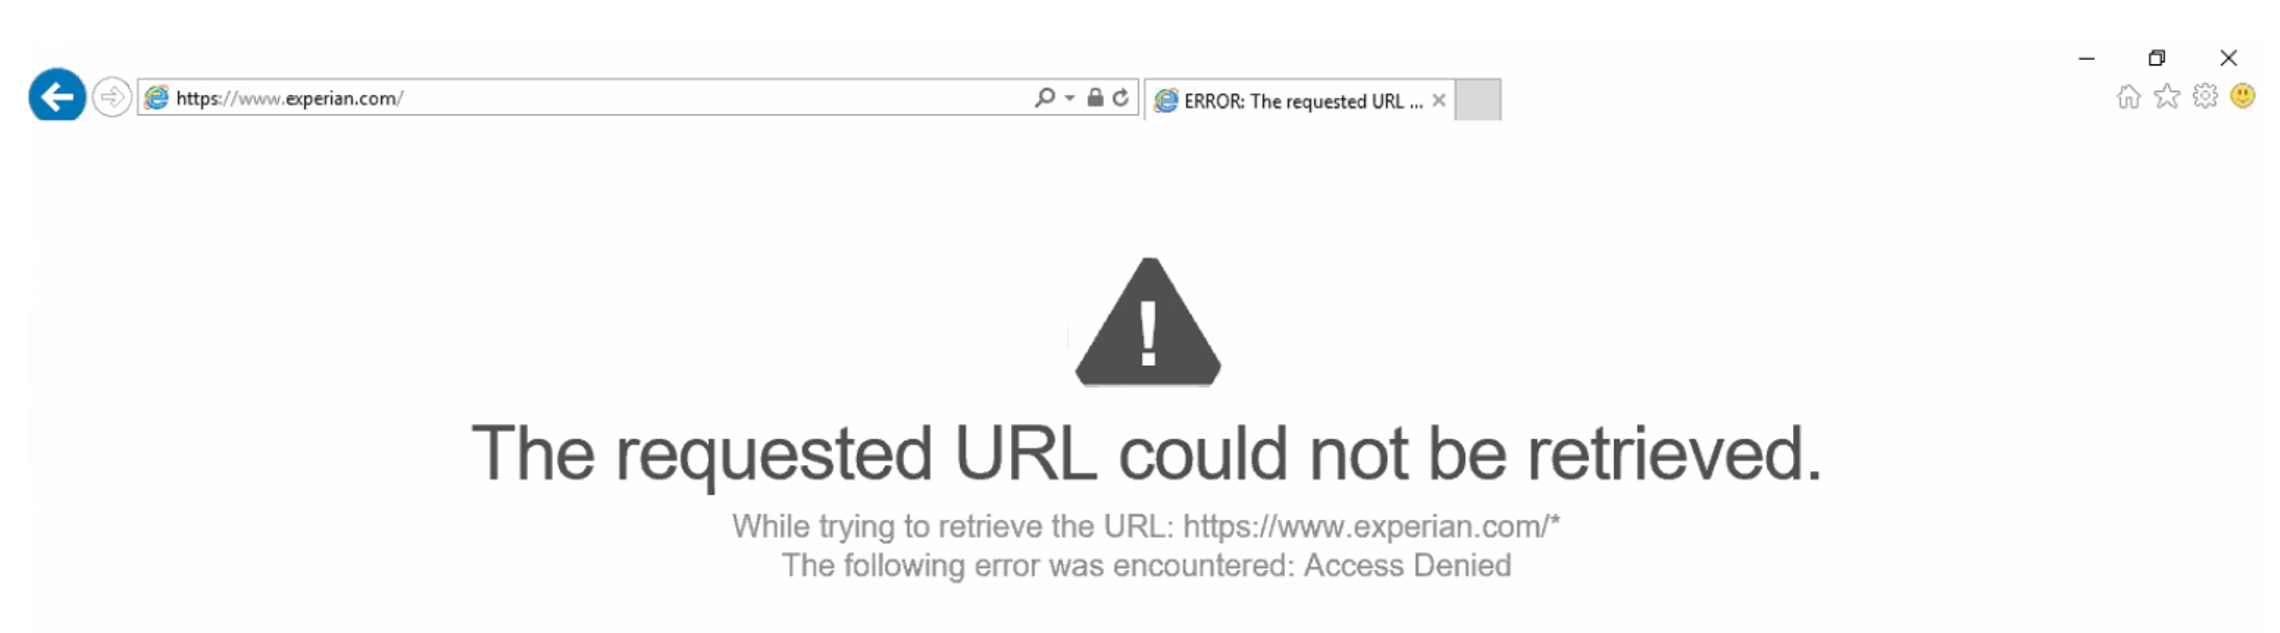 https://www.experian.com/
ERROR: The requested URL ...
!
The requested URL could not be retrieved.
While trying to retrieve the URL: https://www.experian.com/*
The following error was encountered: Access Denied